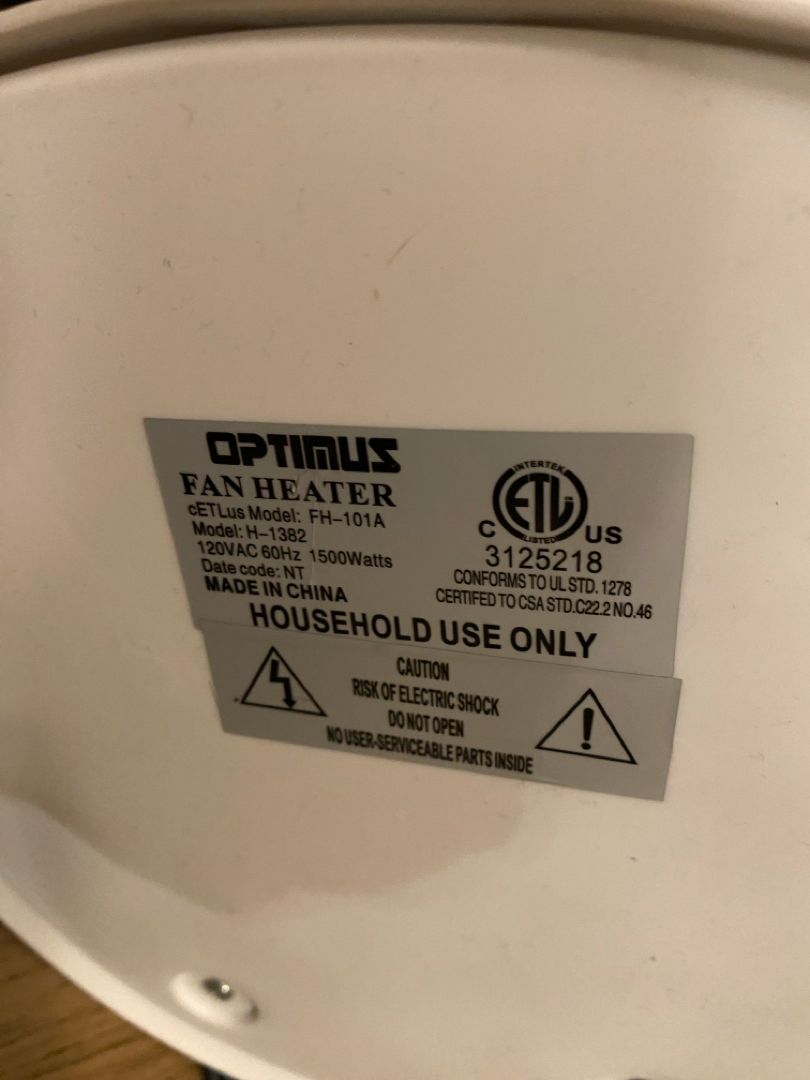 OPTIMUS
FAN HEATER
cETLus Model: FH-101A
Model: H-1382
120VAC 60Hz 1500Watts
Date code: NT
MADE IN CHINA
INTERTEK
ETL
LISTED
C US
3125218
CONFORMS TO UL STD. 1278
CERTIFED TO CSA STD.C22.2 NO.46
HOUSEHOLD USE ONLY
CAUTION
RISK OF ELECTRIC SHOCK
DO NOT OPEN
NO USER-SERVICEABLE PARTS INSIDE